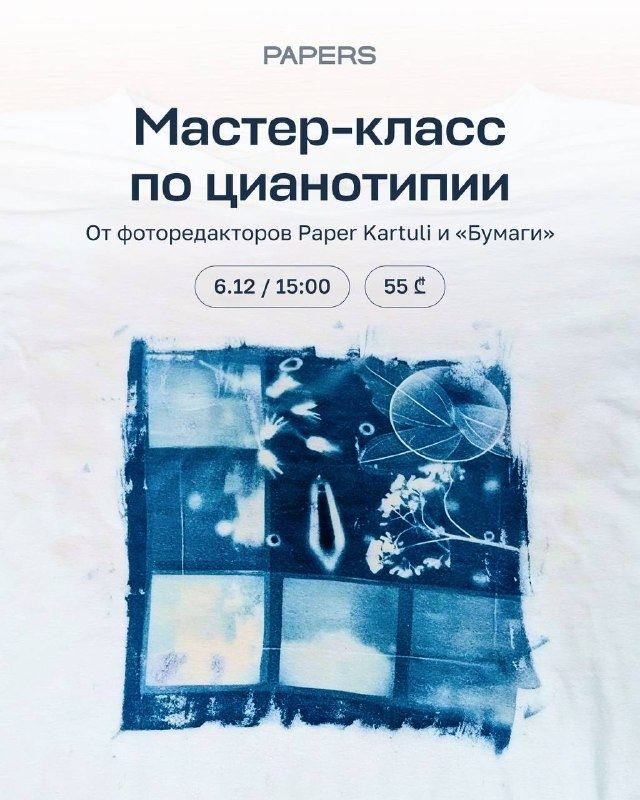 PAPERS
Мастер-класс
по цианотипии
От фоторедакторов Paper Kartuli и «Бумаги»
6.12 / 15:00
55 ₾